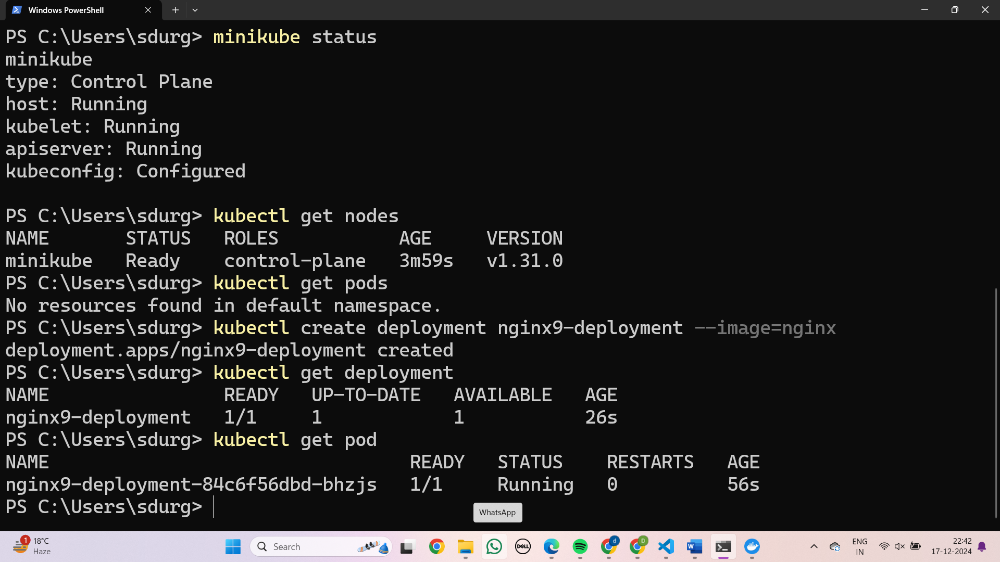 Windows PowerShell
PS C:\Users\sdurg> minikube status
minikube
type: Control Plane
host: Running
kubelet: Running
apiserver: Running
kubeconfig: Configured
PS C:\Users\sdurg> kubectl get nodes
NAME STATUS ROLES AGE VERSION
minikube Ready control-plane 3m59s v1.31.0
PS C:\Users\sdurg> kubectl get pods
No resources found in default namespace.
PS C:\Users\sdurg> kubectl create deployment nginx9-deployment --image=nginx
deployment.apps/nginx9-deployment created
PS C:\Users\sdurg> kubectl get deployment
NAME READY UP-TO-DATE AVAILABLE AGE
nginx9-deployment 1/1 1 1 26s
PS C:\Users\sdurg> kubectl get pod
NAME READY STATUS RESTARTS AGE
nginx9-deployment-84c6f56dbd-bhzjs 1/1 Running 0 56s
PS C:\Users\sdurg>
WhatsApp
1
18°C
Haze
Search
DELL
d
D
W
ENG
IN
22:42
17-12-2024